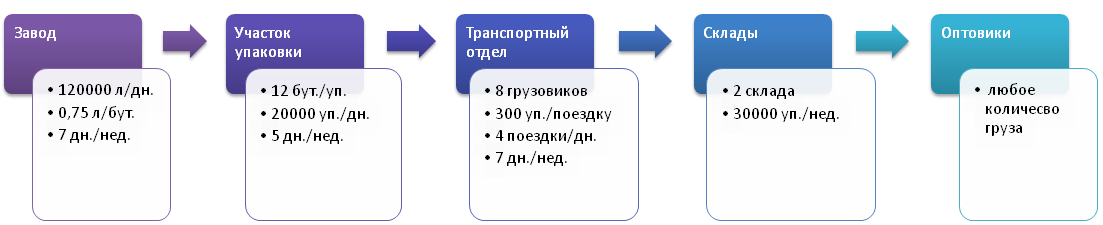 Завод
• 120000 л/дн.
• 0,75 л/бут.
• 7 дн./нед.
Участок
упаковки
• 12 бут./уп.
• 20000 уп./дн.
• 5 дн./нед.
Транспортный
отдел
• 8 грузовиков
• 300 уп./поездку
• 4 поездки/дн.
• 7 дн./нед.
Склады
• 2 склада
• 30000 уп./нед.
Оптовики
• любое
количесво
груза